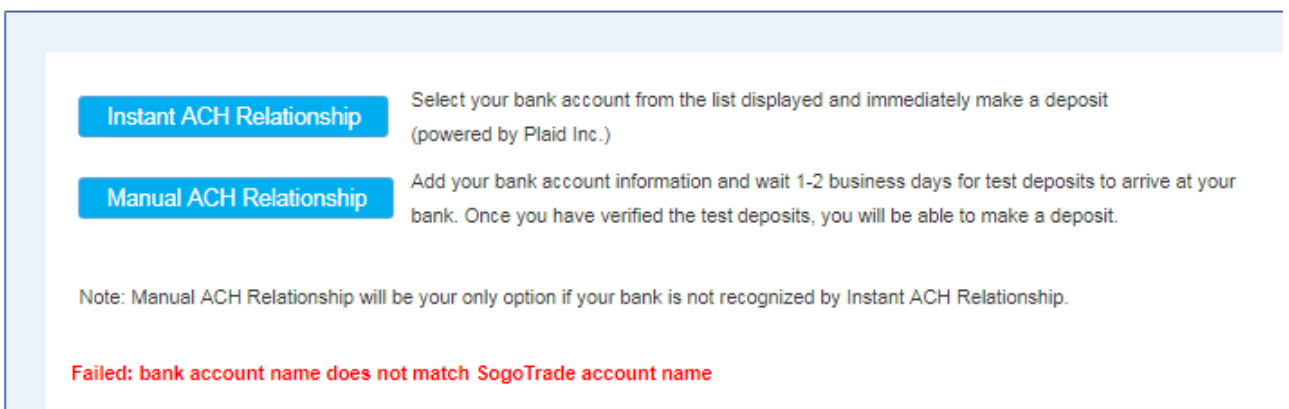 Instant ACH Relationship
Select your bank account from the list displayed and immediately make a deposit
(powered by Plaid Inc.)
Manual ACH Relationship
Add your bank account information and wait 1-2 business days for test deposits to arrive at your
bank. Once you have verified the test deposits, you will be able to make a deposit.
Note: Manual ACH Relationship will be your only option if your bank is not recognized by Instant ACH Relationship.
Failed: bank account name does not match SogoTrade account name